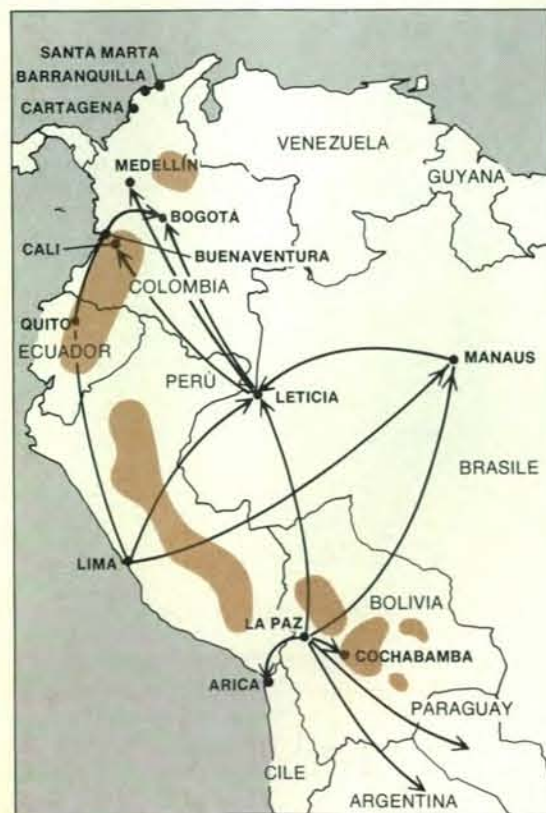 SANTA MARTA
BARRANQUILLA
CARTAGENA
VENEZUELA
MEDELLÍN
GUYANA
BOGOTÁ
CALI
BUENAVENTURA
COLOMBIA
QUITO
ECUADOR
PERÙ
MANAUS
LETICIA
BRASILE
LIMA
BOLIVIA
LA PAZ
COCHABAMBA
ARICA
PARAGUAY
CILE
ARGENTINA